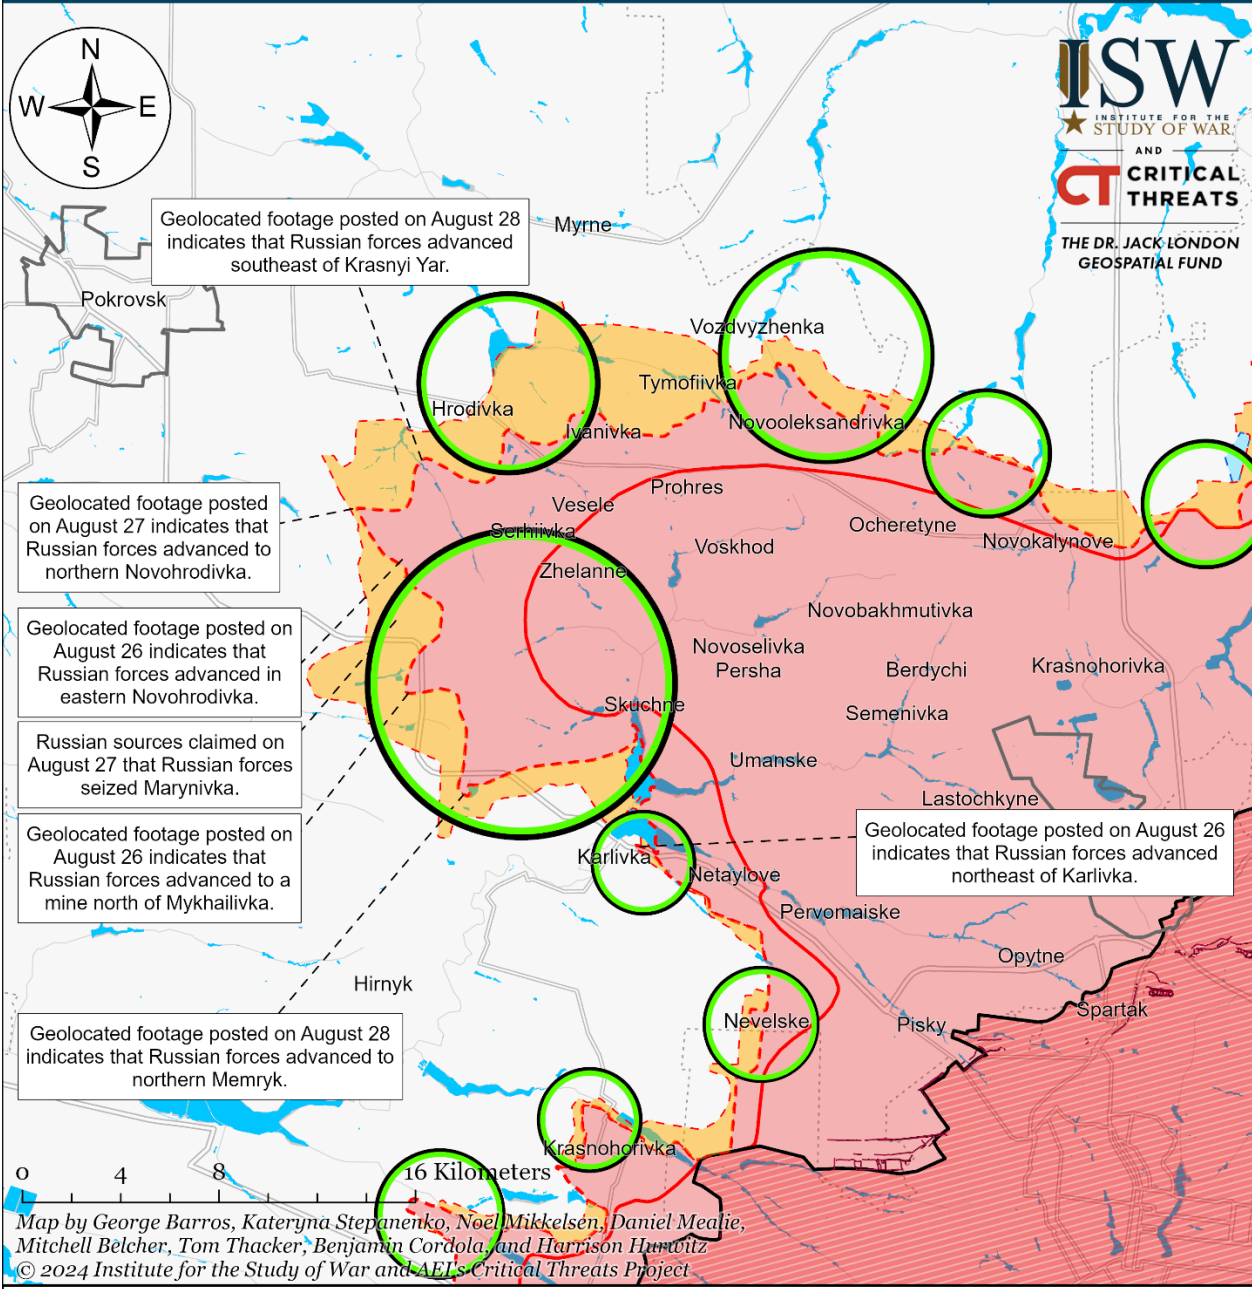 N
W
E
S
ISW
INSTITUTE FOR THE
STUDY OF WAR
AND
CT CRITICAL
THREATS
THE DR. JACK LONDON
GEOSPATIAL FUND
Geolocated footage posted on August 28
indicates that Russian forces advanced
southeast of Krasnyi Yar.
Myrne
Pokrovsk
Vozdvyzhenka
Tymofiivka
Hrodivka
Novooleksandrivka
Ivanivka
Prohres
Vesele
Ocheretyne
Serhiivka
Novokalynove
Voskhod
Zhelanne
Geolocated footage posted
on August 27 indicates that
Russian forces advanced to
northern Novohrodivka.
Novobakhmutivka
Geolocated footage posted on
August 26 indicates that
Russian forces advanced in
eastern Novohrodivka.
Novoselivka
Persha
Berdychi
Krasnohorivka
Skuchne
Semenivka
Russian sources claimed on
August 27 that Russian forces
seized Marynivka.
Umanske
Lastochkyne
Geolocated footage posted on
August 26 indicates that
Russian forces advanced to a
mine north of Mykhailivka.
Geolocated footage posted on August 26
indicates that Russian forces advanced
northeast of Karlivka.
Karlivka
Netaylove
Pervomaiske
Opytne
Hirnyk
Spartak
Nevelske
Pisky
Geolocated footage posted on August 28
indicates that Russian forces advanced to
northern Memryk.
Krasnohorivka
0 4 8 16 Kilometers
Map by George Barros, Kateryna Stepanenko, Noël Mikkelsen, Daniel Mealie,
Mitchell Belcher, Tom Thacker, Benjamin Cordola, and Harrison Hurwitz
© 2024 Institute for the Study of War and AEI's Critical Threats Project